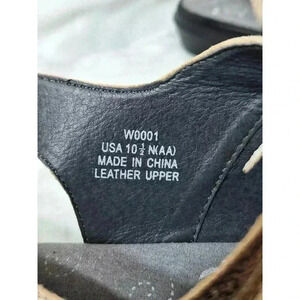 W0001
USA 10½ N(AA)
MADE IN CHINA
LEATHER UPPER